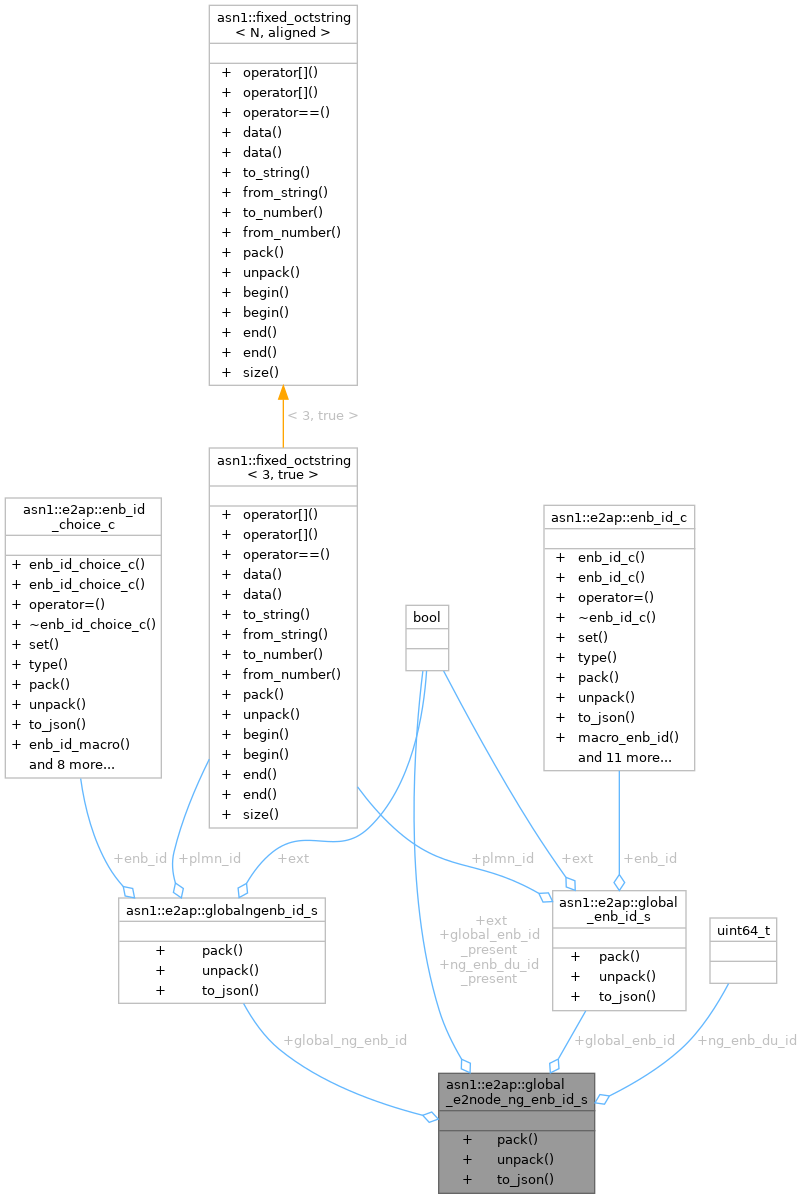 asn1::fixed_octstring
< N, aligned >
+ operator[]()
+ operator[]()
+ operator==()
+ data()
+ data()
+ to_string()
+ from_string()
+ to_number()
+ from_number()
+ pack()
+ unpack()
+ begin()
+ begin()
+ end()
+ end()
+ size()
< 3, true >
asn1::fixed_octstring
< 3, true >
+ operator[]()
+ operator[]()
+ operator==()
+ data()
+ data()
+ to_string()
+ from_string()
+ to_number()
+ from_number()
+ pack()
+ unpack()
+ begin()
+ begin()
+ end()
+ end()
+ size()
asn1::e2ap::enb_id
_choice_c
+ enb_id_choice_c()
+ enb_id_choice_c()
+ operator=()
+ ~enb_id_choice_c()
+ set()
+ type()
+ pack()
+ unpack()
+ to_json()
+ enb_id_macro()
and 8 more...
bool
asn1::e2ap::enb_id_c
+ enb_id_c()
+ enb_id_c()
+ operator=()
+ ~enb_id_c()
+ set()
+ type()
+ pack()
+ unpack()
+ to_json()
+ macro_enb_id()
and 11 more...
+enb_id
+plmn_id
+ext
+plmn_id
+ext
+enb_id
asn1::e2ap::globalngenb_id_s
+ pack()
+ unpack()
+ to_json()
+ext
+global_enb_id
_present
+ng_enb_du_id
_present
asn1::e2ap::global
_enb_id_s
+ pack()
+ unpack()
+ to_json()
uint64_t
+global_ng_enb_id
+global_enb_id
+ng_enb_du_id
asn1::e2ap::global
_e2node_ng_enb_id_s
+ pack()
+ unpack()
+ to_json()